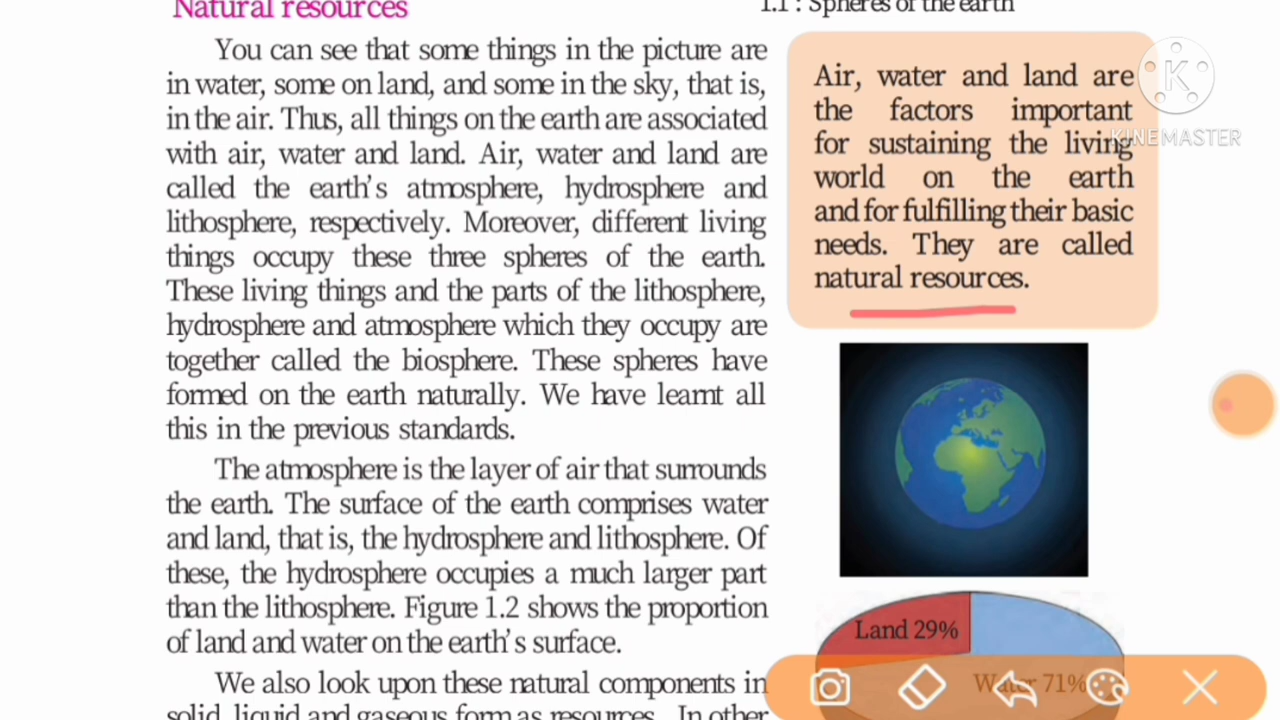 Natural resources
You can see that some things in the picture are
in water, some on land, and some in the sky, that is,
in the air. Thus, all things on the earth are associated
with air, water and land. Air, water and land are
called the earth's atmosphere, hydrosphere and
lithosphere, respectively. Moreover, different living
things occupy these three spheres of the earth.
These living things and the parts of the lithosphere,
hydrosphere and atmosphere which they occupy are
together called the biosphere. These spheres have
formed on the earth naturally. We have learnt all
this in the previous standards.
The atmosphere is the layer of air that surrounds
the earth. The surface of the earth comprises water
and land, that is, the hydrosphere and lithosphere. Of
these, the hydrosphere occupies a much larger part
than the lithosphere. Figure 1.2 shows the proportion
of land and water on the earth's surface.
We also look upon these natural components in
solid, liquid and gaseous form as resources. In other
1.1 : Spheres of the earth
Air, water and land are
the factors important
for sustaining the living
world on the earth
and for fulfilling their basic
needs. They are called
natural resources.
K
KINEMASTER
Land 29%
Water 71%